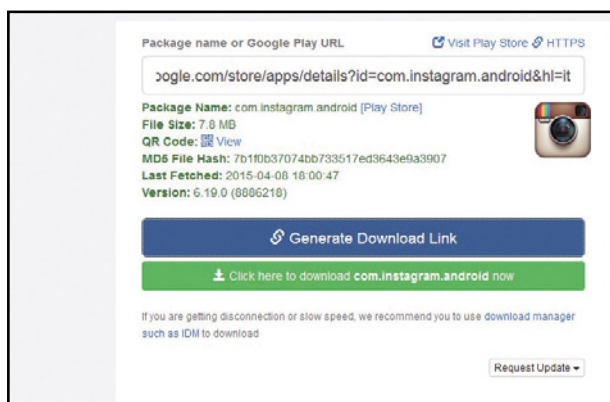 Package name or Google Play URL Visit Play Store HTTPS
oogle.com/store/apps/details?id=com.instagram.android&hl=it
Package Name: com.instagram.android [Play Store]
File Size: 7.8 MB
QR Code: View
MD5 File Hash: 7b1f0b37074bb733517ed3643e9a3907
Last Fetched: 2015-04-08 18:00:47
Version: 6.19.0 (8886218)
Generate Download Link
Click here to download com.instagram.android now
If you are getting disconnection or slow speed, we recommend you to use download manager
such as IDM to download
Request Update